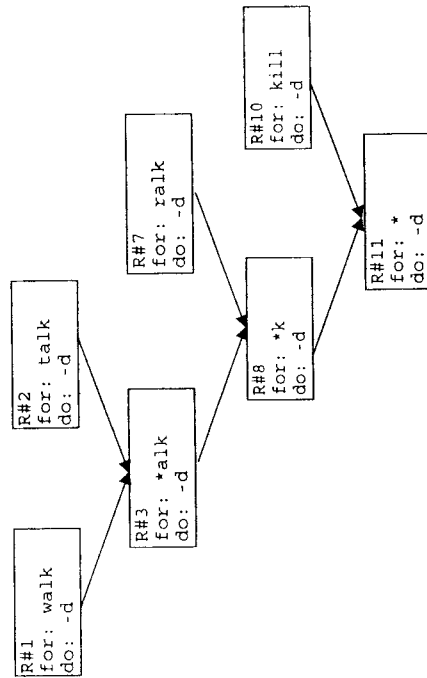 R#1
for: walk
do: -d
R#2
for: talk
do: -d
R#3
for: *alk
do: -d
R#7
for: ralk
do: -d
R#8
for: *k
do: -d
R#10
for: kill
do: -d
R#11
for: *
do: -d